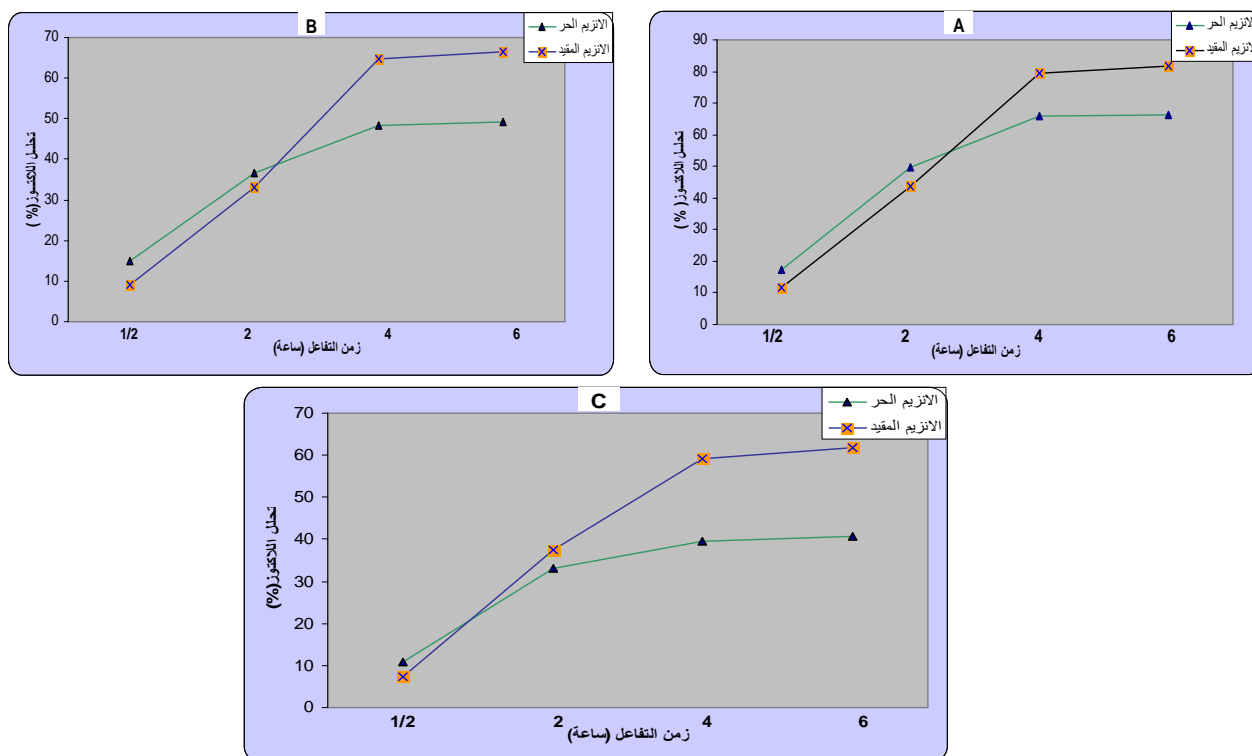 B
الانزيم الحر
الانزيم المقيد
70
60
50
40
30
20
10
0
تحلل اللاكتوز(%)
1/2 2 4 6
زمن التفاعل (ساعة)
A
الانزيم الحر
الانزيم المقيد
90
80
70
60
50
40
30
20
10
0
تحلل اللاكتوز(%)
1/2 2 4 6
زمن التفاعل (ساعة)
C
الانزيم الحر
الانزيم المقيد
70
60
50
40
30
20
10
0
تحلل اللاكتوز(%)
1/2 2 4 6
زمن التفاعل (ساعة)